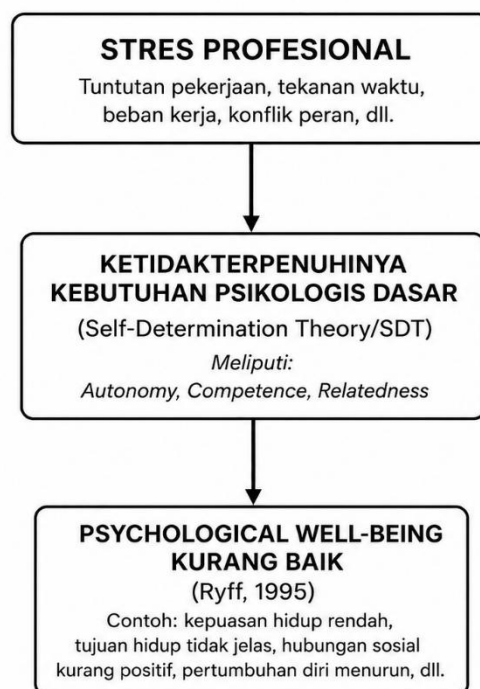 STRES PROFESIONAL
Tuntutan pekerjaan, tekanan waktu,
beban kerja, konflik peran, dll.
KETIDAKTERPENUHINYA
KEBUTUHAN PSIKOLOGIS DASAR
(Self-Determination Theory/SDT)
Meliputi:
Autonomy, Competence, Relatedness
PSYCHOLOGICAL WELL-BEING
KURANG BAIK
(Ryff, 1995)
Contoh: kepuasan hidup rendah,
tujuan hidup tidak jelas, hubungan sosial
kurang positif, pertumbuhan diri menurun, dll.